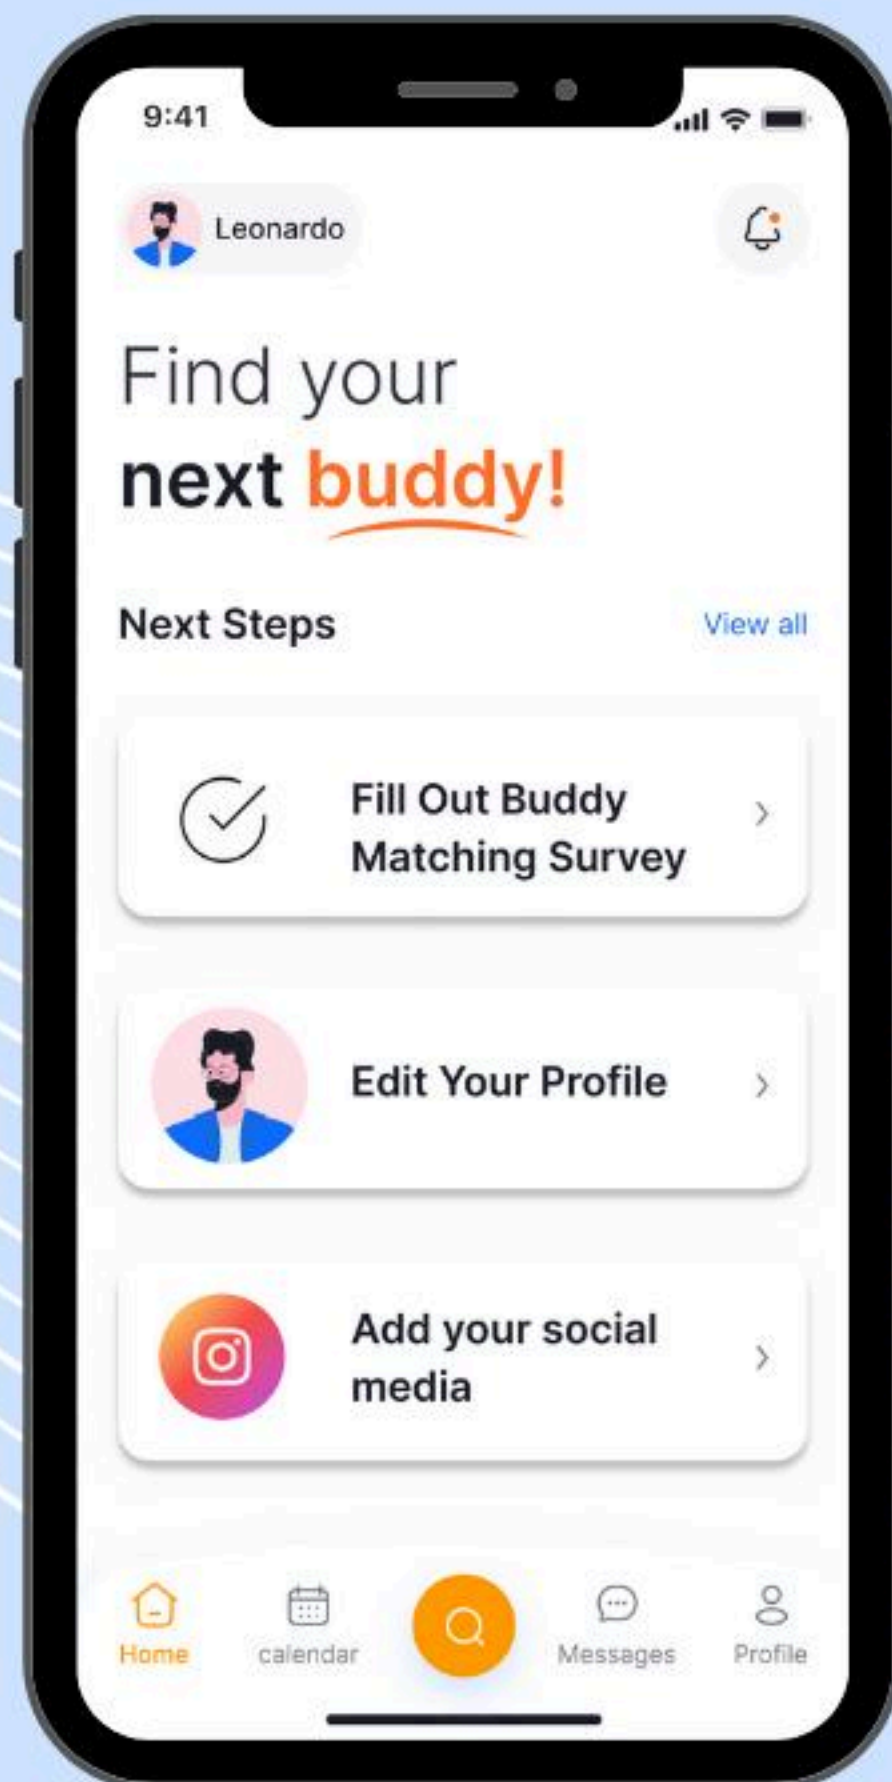 9:41
Leonardo
Find your
next buddy!
Next Steps
View all
Fill Out Buddy
Matching Survey
Edit Your Profile
Add your social
media
Home
calendar
Messages
Profile